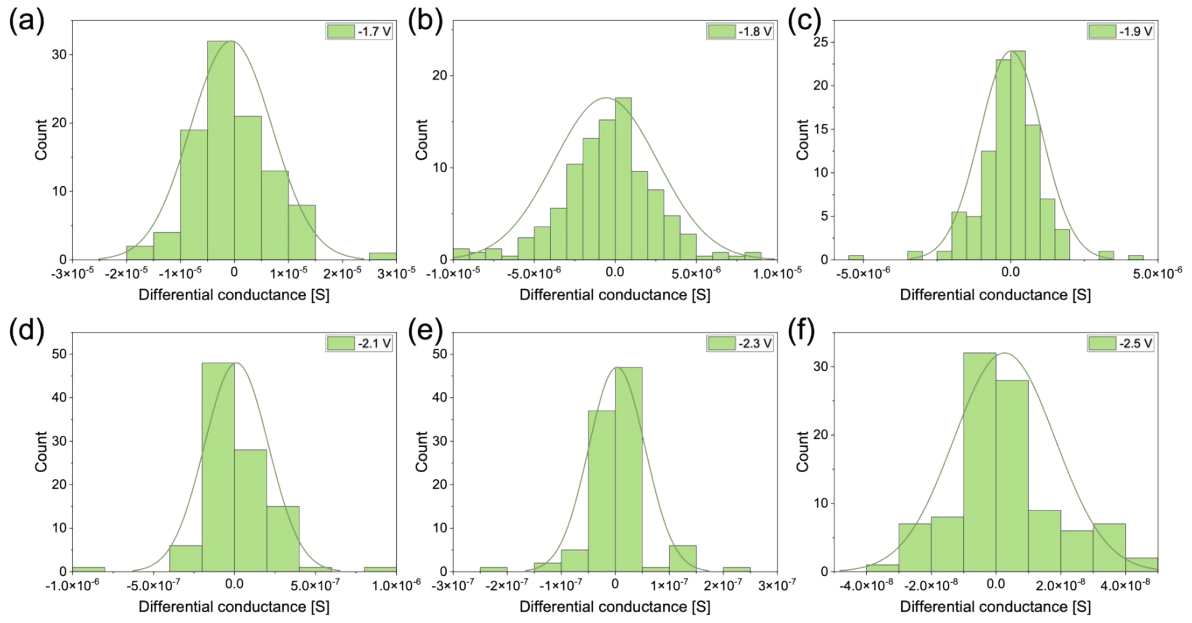 (a)
-1.7 V
30
20
10
0
Count
-3×10⁻⁵ -2×10⁻⁵ -1×10⁻⁵ 0 1×10⁻⁵ 2×10⁻⁵ 3×10⁻⁵
Differential conductance [S]
(b)
-1.8 V
20
10
0
Count
-1.0×10⁻⁵ -5.0×10⁻⁶ 0.0 5.0×10⁻⁶ 1.0×10⁻⁵
Differential conductance [S]
(c)
-1.9 V
25
20
15
10
5
0
Count
-5.0×10⁻⁶ 0.0 5.0×10⁻⁶
Differential conductance [S]
(d)
-2.1 V
50
40
30
20
10
0
Count
-1.0×10⁻⁶ -5.0×10⁻⁷ 0.0 5.0×10⁻⁷ 1.0×10⁻⁶
Differential conductance [S]
(e)
-2.3 V
50
40
30
20
10
0
Count
-3×10⁻⁷ -2×10⁻⁷ -1×10⁻⁷ 0 1×10⁻⁷ 2×10⁻⁷ 3×10⁻⁷
Differential conductance [S]
(f)
-2.5 V
30
20
10
0
Count
-4.0×10⁻⁸ -2.0×10⁻⁸ 0.0 2.0×10⁻⁸ 4.0×10⁻⁸
Differential conductance [S]